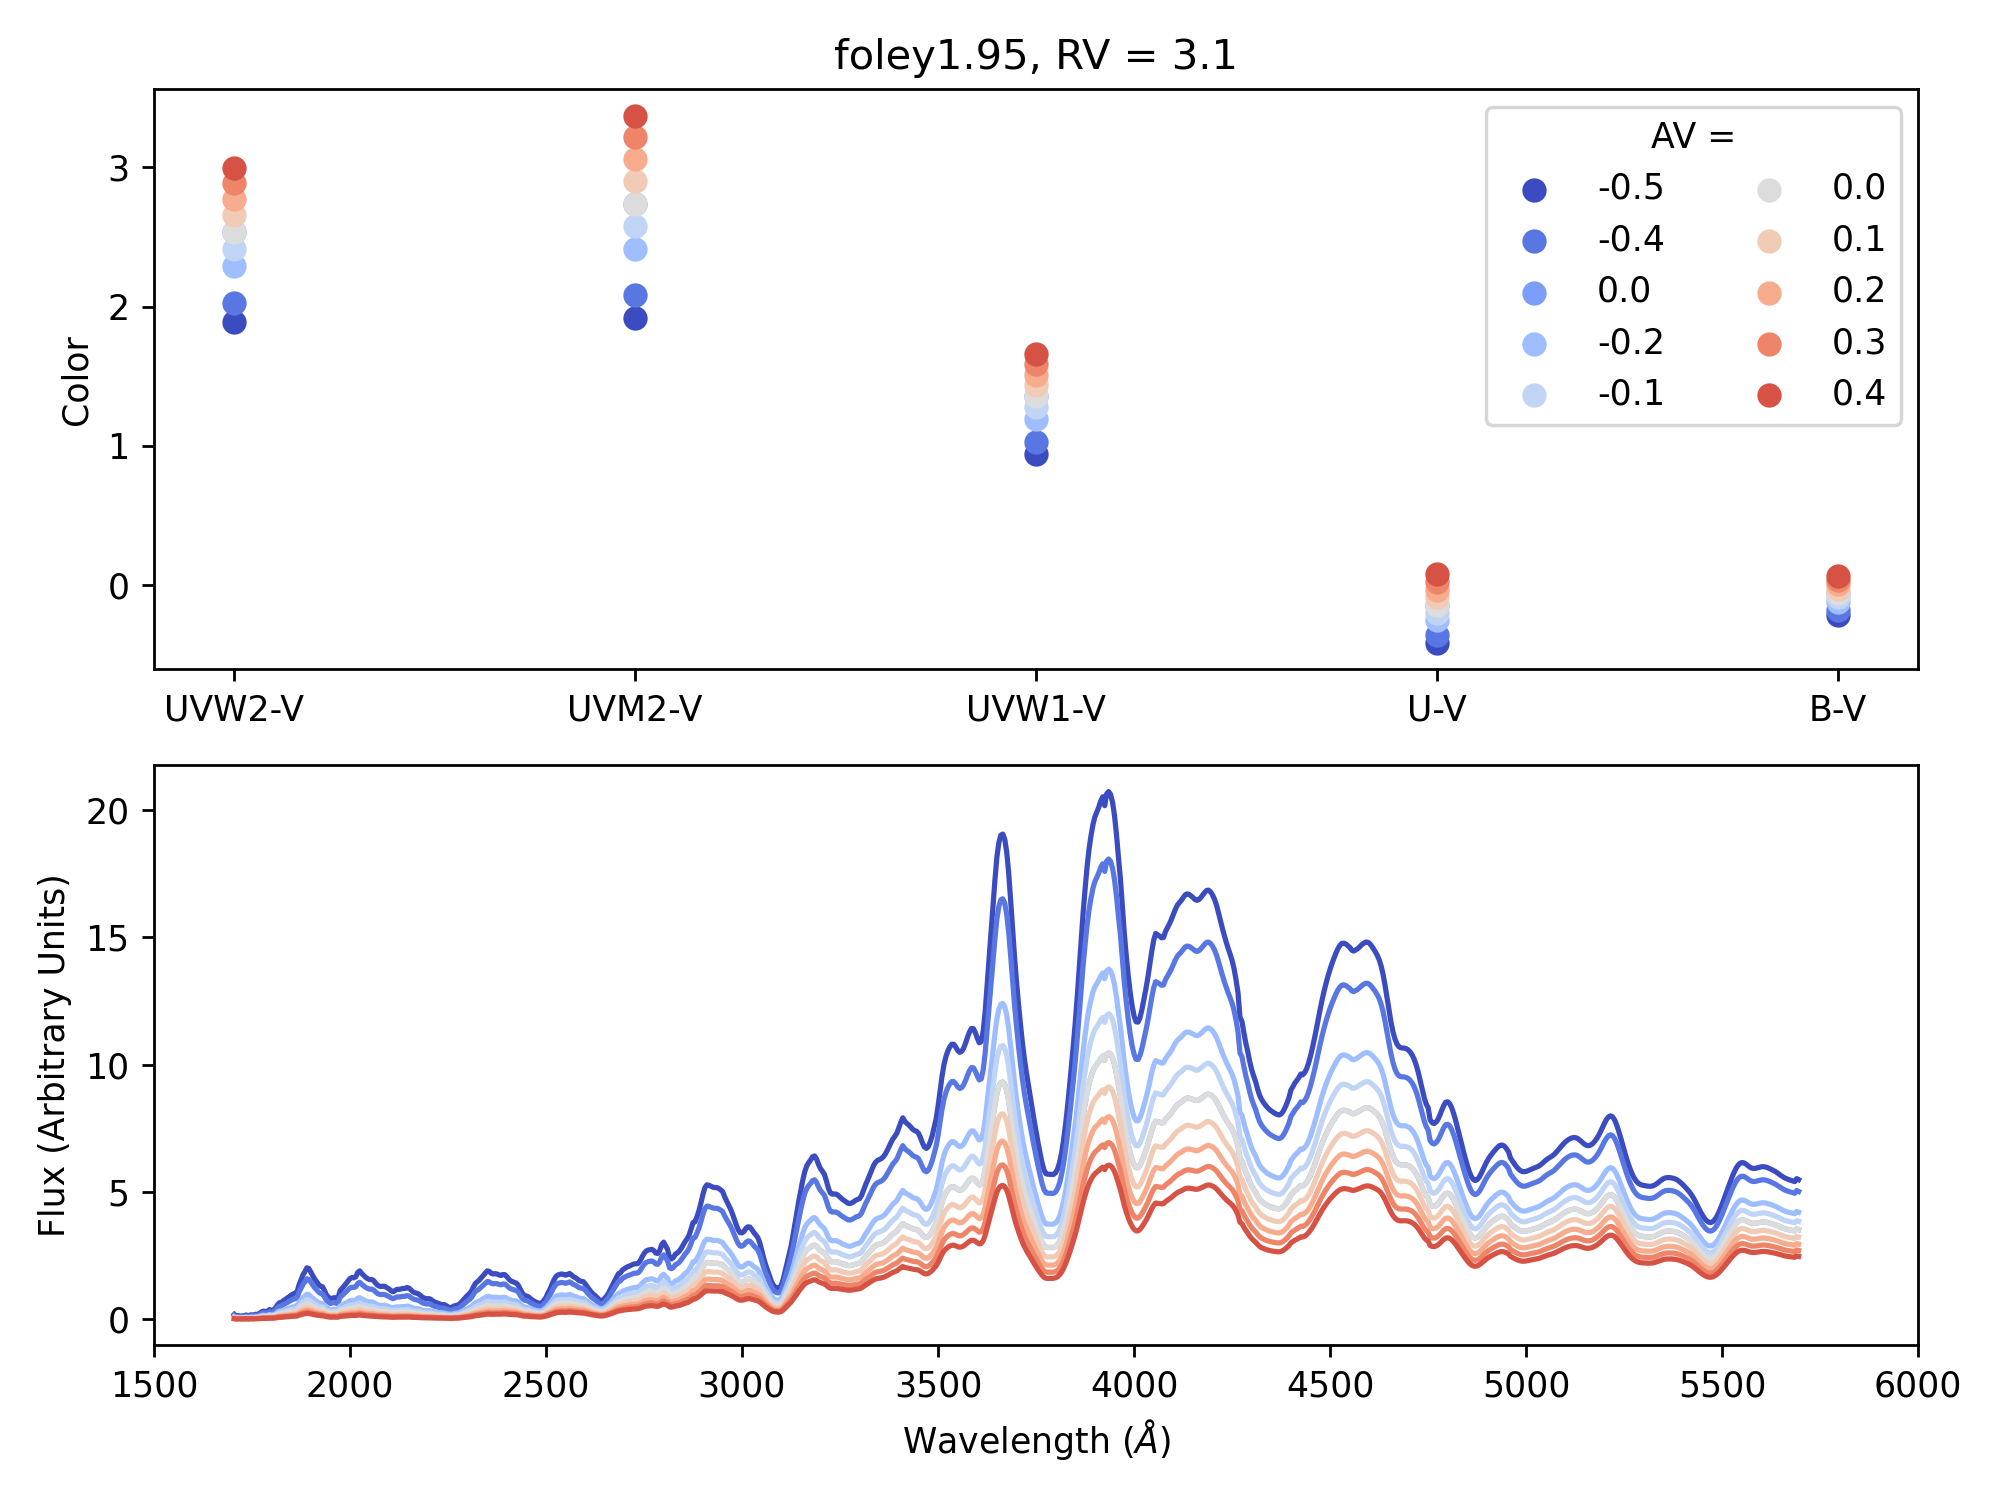 foley1.95, RV = 3.1
Color
3
2
1
0
AV =
-0.5 0.0
-0.4 0.1
0.0 0.2
-0.2 0.3
-0.1 0.4
UVW2-V UVM2-V UVW1-V U-V B-V
Flux (Arbitrary Units)
20
15
10
5
0
1500 2000 2500 3000 3500 4000 4500 5000 5500 6000
Wavelength (Å)